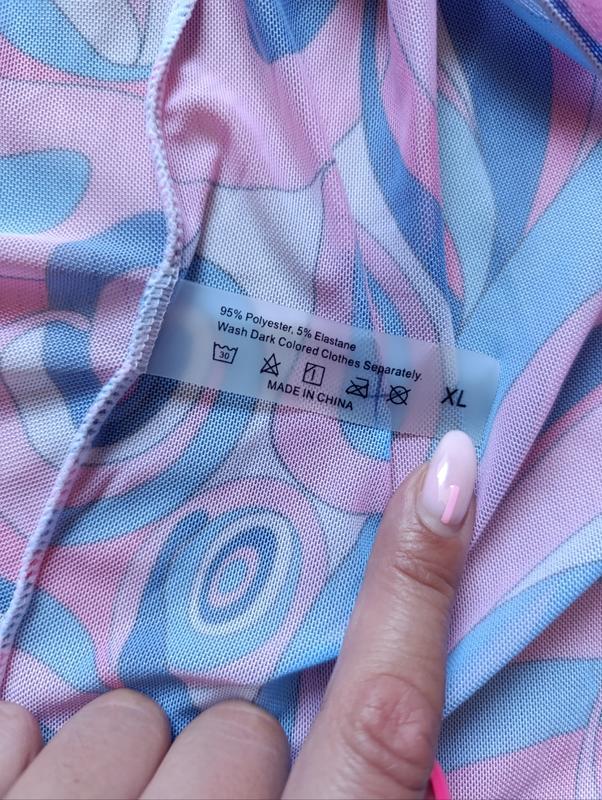 95% Polyester, 5% Elastane
Wash Dark Colored Clothes Separately.
30
MADE IN CHINA
XL